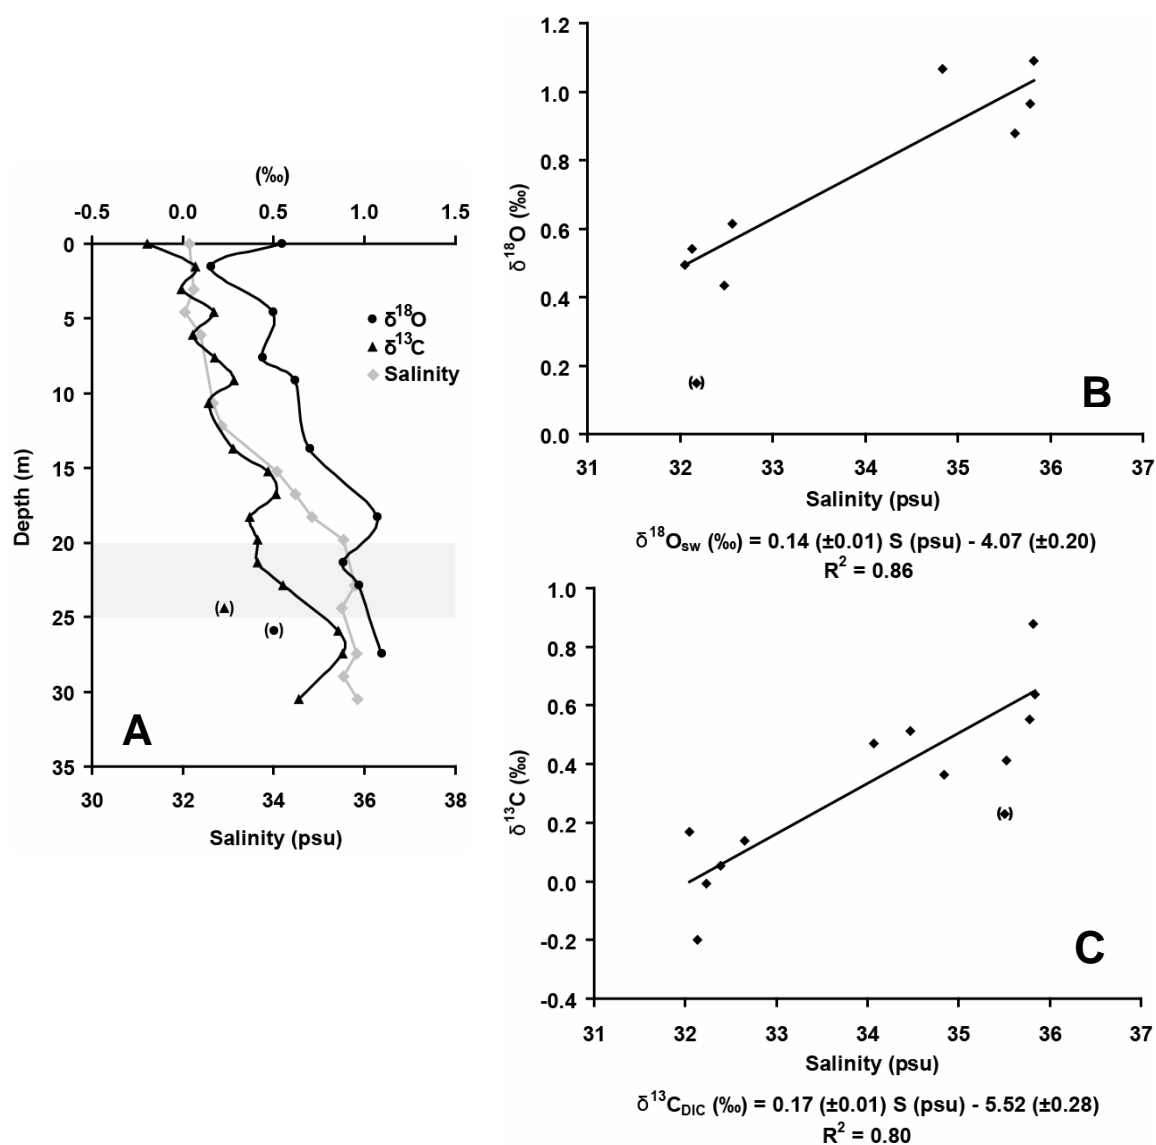 (‰)
-0.5 0.0 0.5 1.0 1.5
0
5
10
15
20
25
30
35
Depth (m)
δ18O
δ13C
Salinity
A
30 32 34 36 38
Salinity (psu)
1.2
1.0
0.8
0.6
0.4
0.2
0.0
δ18O (‰)
( )
B
31 32 33 34 35 36 37
Salinity (psu)
δ18Osw (‰) = 0.14 (±0.01) S (psu) - 4.07 (±0.20)
R2 = 0.86
1.0
0.8
0.6
0.4
0.2
0.0
-0.2
-0.4
δ13C (‰)
( )
C
31 32 33 34 35 36 37
Salinity (psu)
δ13CDIC (‰) = 0.17 (±0.01) S (psu) - 5.52 (±0.28)
R2 = 0.80